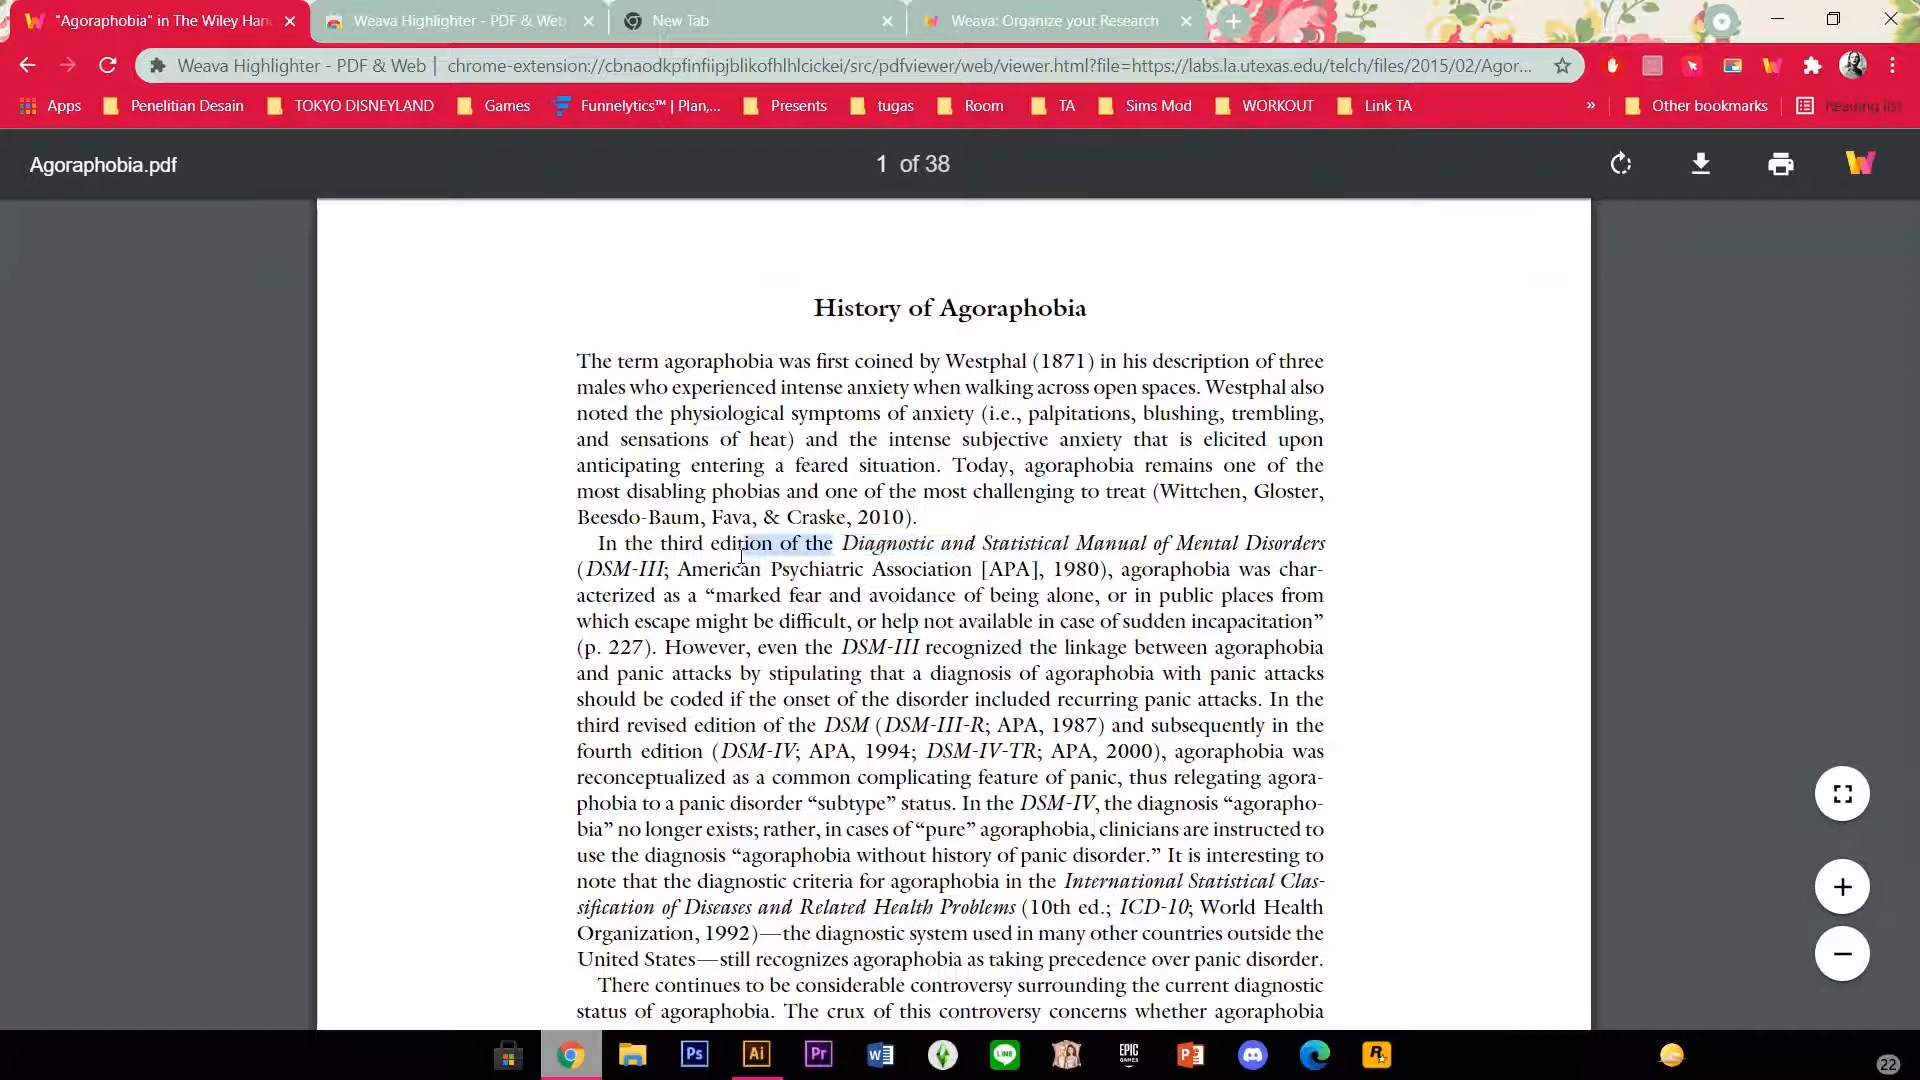 "Agoraphobia" in The Wiley Han
Weava Highlighter - PDF & Web
New Tab
Weava: Organize your Research
Weava Highlighter - PDF & Web | chrome-extension://cbnaodkpfinfiipjblikofhlhlcickei/src/pdfviewer/web/viewer.html?file=https://labs.la.utexas.edu/telch/files/2015/02/Agor...
Apps
Penelitian Desain
TOKYO DISNEYLAND
Games
Funnelytics™ | Plan,...
Presents
tugas
Room
TA
Sims Mod
WORKOUT
Link TA
»
Other bookmarks
Reading list
Agoraphobia.pdf
1 of 38
History of Agoraphobia
The term agoraphobia was first coined by Westphal (1871) in his description of three
males who experienced intense anxiety when walking across open spaces. Westphal also
noted the physiological symptoms of anxiety (i.e., palpitations, blushing, trembling,
and sensations of heat) and the intense subjective anxiety that is elicited upon
anticipating entering a feared situation. Today, agoraphobia remains one of the
most disabling phobias and one of the most challenging to treat (Wittchen, Gloster,
Beesdo-Baum, Fava, & Craske, 2010).
In the third edition of the Diagnostic and Statistical Manual of Mental Disorders
(DSM-III; American Psychiatric Association [APA], 1980), agoraphobia was char-
acterized as a “marked fear and avoidance of being alone, or in public places from
which escape might be difficult, or help not available in case of sudden incapacitation”
(p. 227). However, even the DSM-III recognized the linkage between agoraphobia
and panic attacks by stipulating that a diagnosis of agoraphobia with panic attacks
should be coded if the onset of the disorder included recurring panic attacks. In the
third revised edition of the DSM (DSM-III-R; APA, 1987) and subsequently in the
fourth edition (DSM-IV; APA, 1994; DSM-IV-TR; APA, 2000), agoraphobia was
reconceptualized as a common complicating feature of panic, thus relegating agora-
phobia to a panic disorder “subtype” status. In the DSM-IV, the diagnosis “agorapho-
bia” no longer exists; rather, in cases of “pure” agoraphobia, clinicians are instructed to
use the diagnosis “agoraphobia without history of panic disorder.” It is interesting to
note that the diagnostic criteria for agoraphobia in the International Statistical Clas-
sification of Diseases and Related Health Problems (10th ed.; ICD-10; World Health
Organization, 1992)—the diagnostic system used in many other countries outside the
United States—still recognizes agoraphobia as taking precedence over panic disorder.
There continues to be considerable controversy surrounding the current diagnostic
status of agoraphobia. The crux of this controversy concerns whether agoraphobia
Ps
Ai
Pr
W
LINE
EPIC GAMES
P
R
22